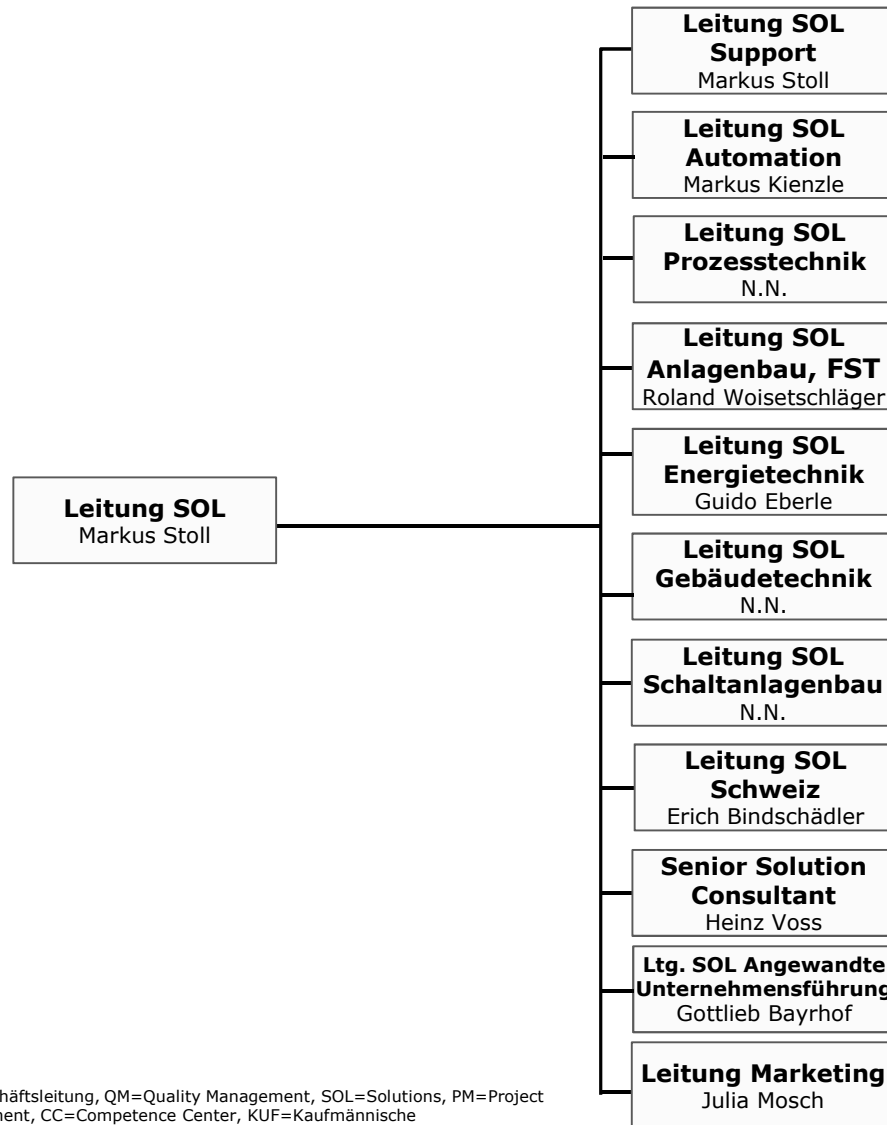 Leitung SOL
Support
Markus Stoll
Leitung SOL
Automation
Markus Kienzle
Leitung SOL
Prozesstechnik
N.N.
Leitung SOL
Anlagenbau, FST
Roland Woisetschläger
Leitung SOL
Energietechnik
Guido Eberle
Leitung SOL
Markus Stoll
Leitung SOL
Gebäudetechnik
N.N.
Leitung SOL
Schaltanlagenbau
N.N.
Leitung SOL
Schweiz
Erich Bindschädler
Senior Solution
Consultant
Heinz Voss
Ltg. SOL Angewandte
Unternehmensführung
Gottlieb Bayrhof
Leitung Marketing
Julia Mosch
häftsleitung, QM=Quality Management, SOL=Solutions, PM=Project
ment, CC=Competence Center, KUF=Kaufmännische